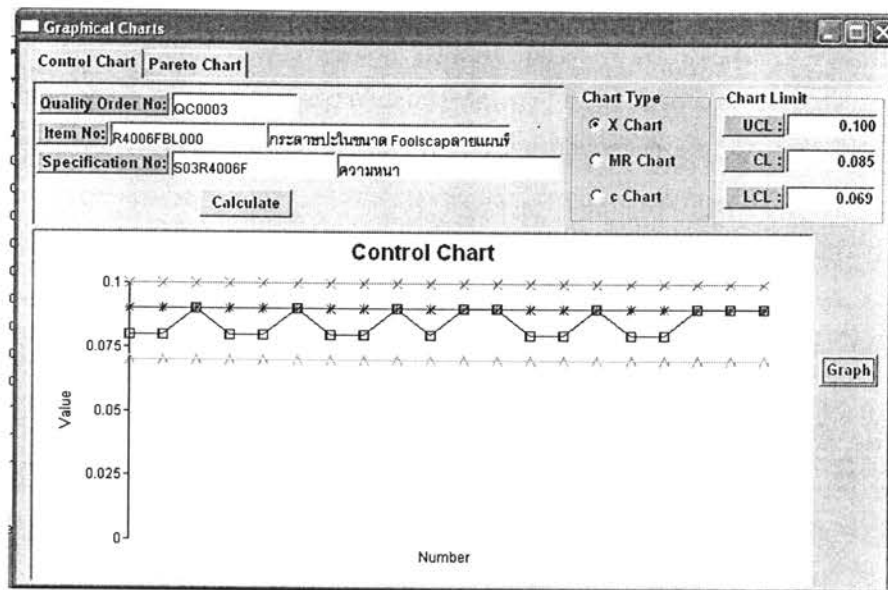 Graphical Charts
Control Chart Pareto Chart
Quality Order No: QC0003
Item No: R4006FBL000 กระดาษปะในขนาด Foolscapลายแผนที่
Specification No: S03R4006F ความหนา
Calculate
Chart Type
X Chart
MR Chart
c Chart
Chart Limit
UCL : 0.100
CL : 0.085
LCL : 0.069
Control Chart
0.1
0.075
0.05
0.025
0
Value
Number
Graph